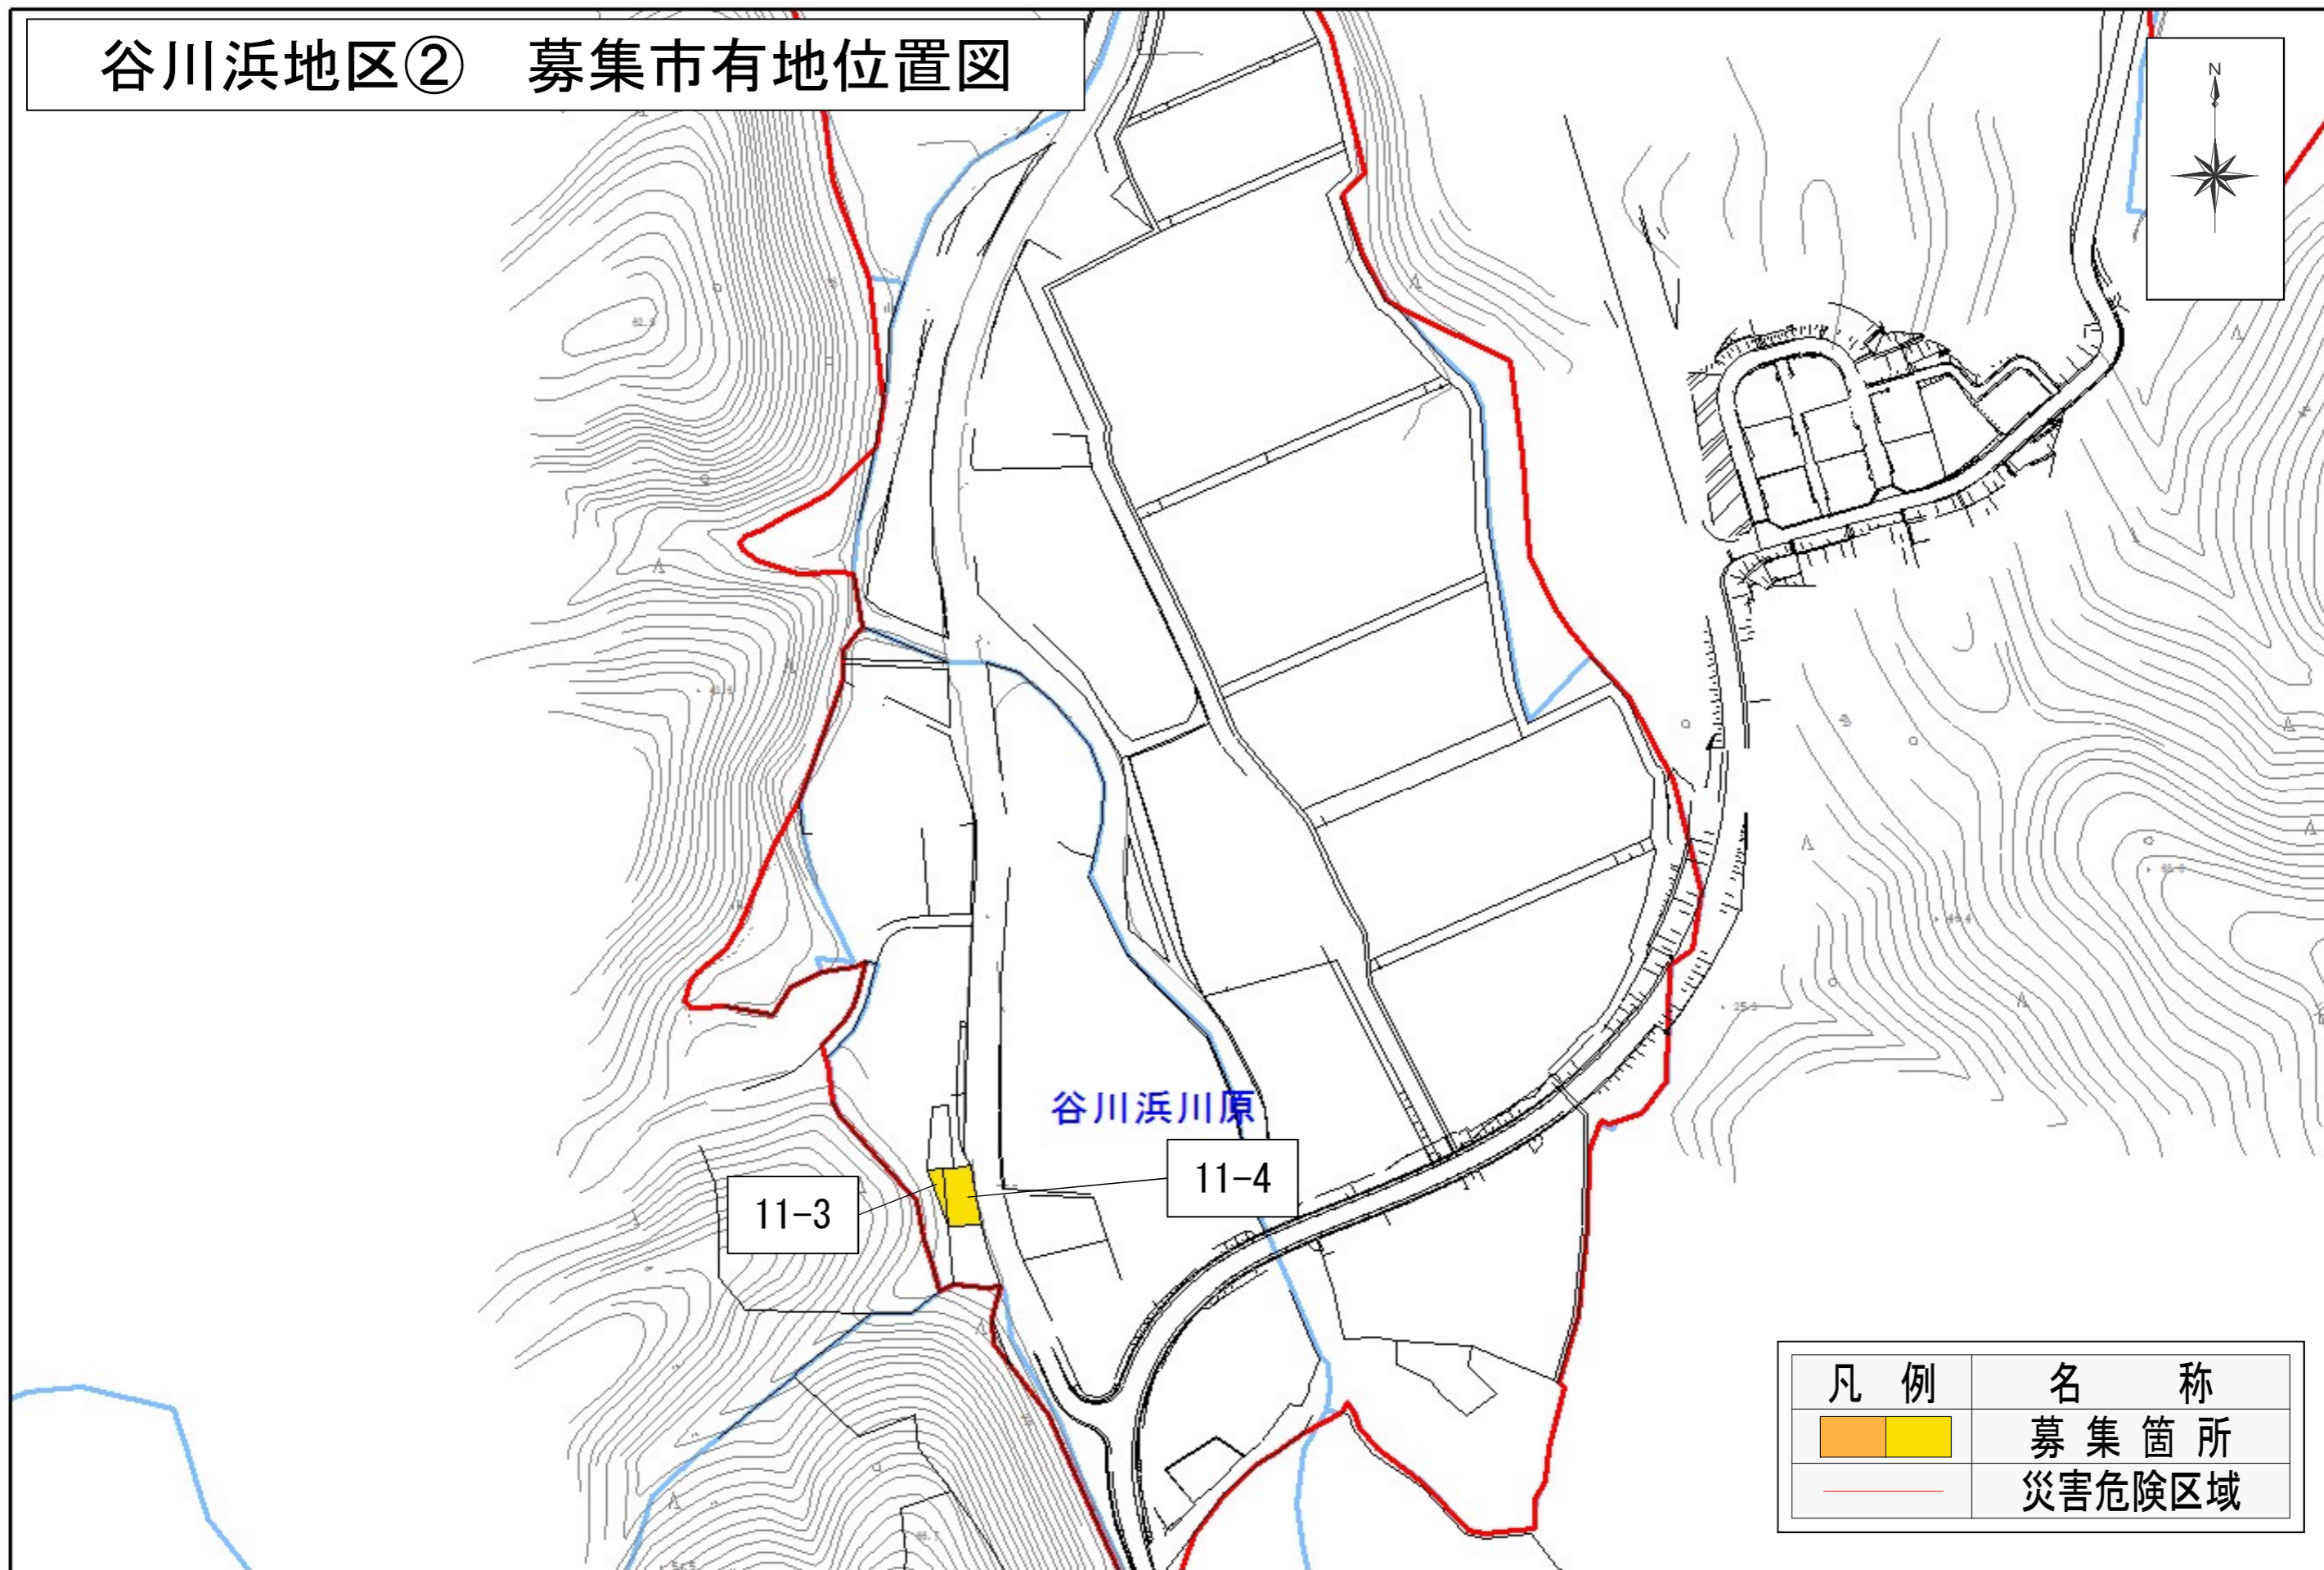 谷川浜地区② 募集市有地位置図
N
谷川浜川原
11-4
11-3
凡 例 名 称
募 集 箇 所
災害危険区域